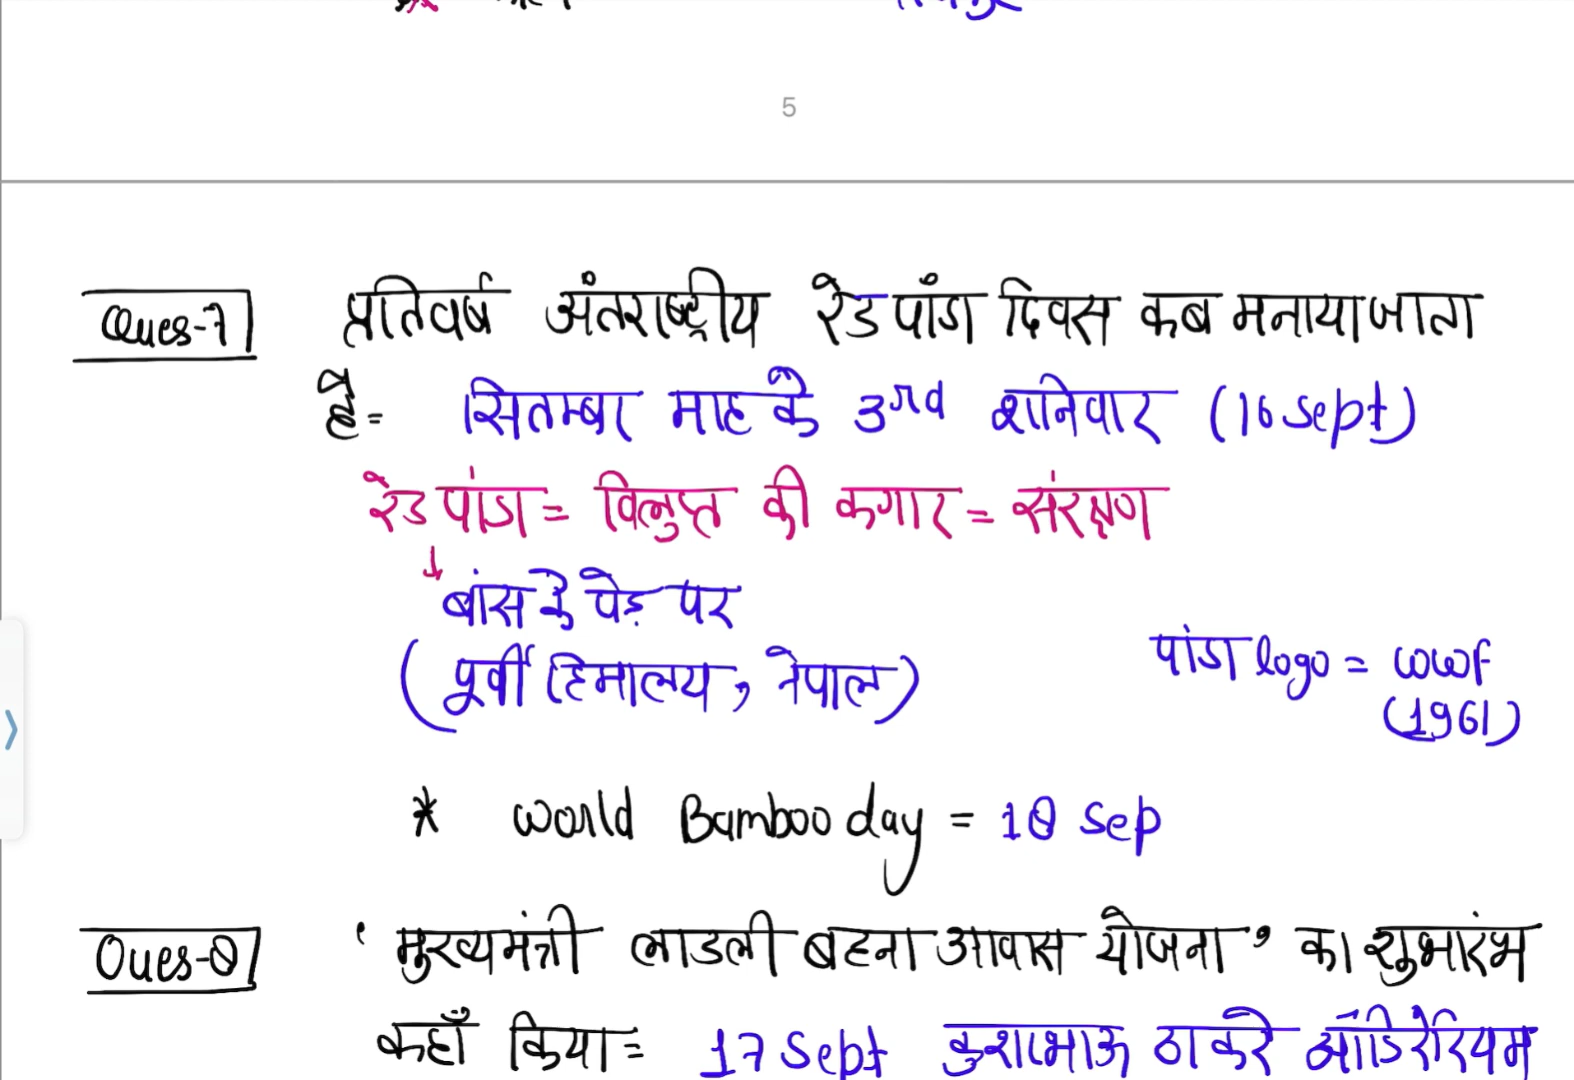 5
Ques-7 प्रतिवर्ष अंतराष्ट्रीय रेड पांडा दिवस कब मनाया जाता
है= सितम्बर माह के 3rd शनिवार (16 Sept)
रेड पांडा = विलुप्त की कगार = संरक्षण
↓
बांस के पेड़ पर
(पूर्वी हिमालय, नेपाल)
पांडा logo = wwf
(1961)
* World Bamboo day = 18 Sep
Ques-8 'मुख्यमंत्री लाडली बहना आवास योजना' का शुभारंभ
कहाँ किया= 17 Sept कुशाभाऊ ठाकरे ऑडिरोरियम